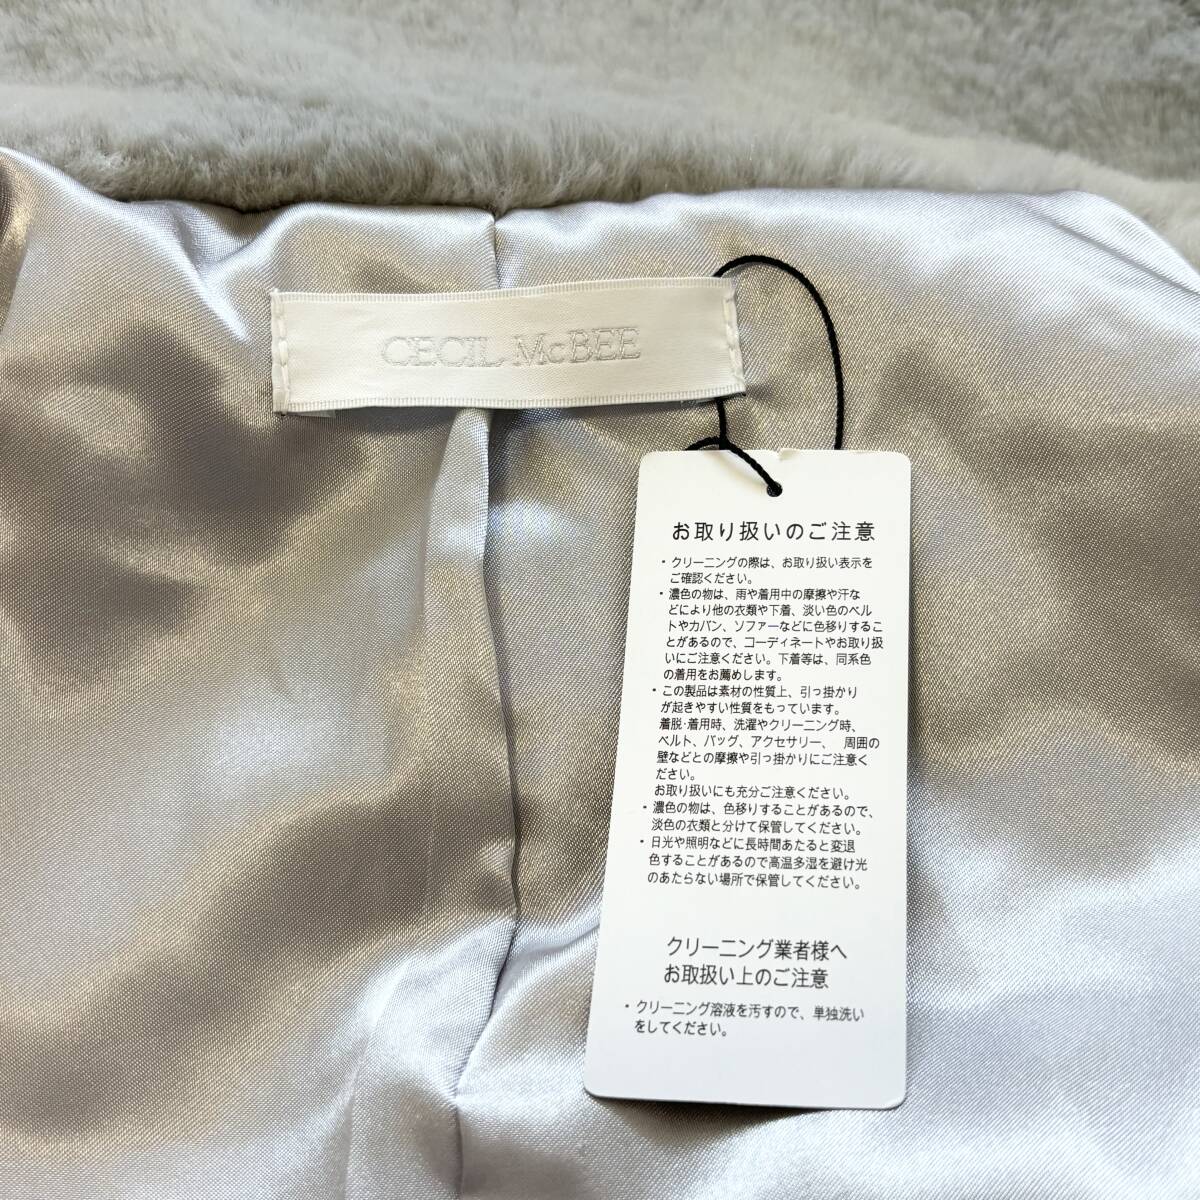 CECIL McBEE
お取り扱いのご注意
・クリーニングの際は、お取り扱い表示を
ご確認ください。
・濃色の物は、雨や着用中の摩擦や汗な
どにより他の衣類や下着、淡い色のベル
トやカバン、ソファーなどに色移りするこ
とがあるので、コーディネートやお取り扱
いにご注意ください。下着等は、同系色
の着用をお薦めします。
・この製品は素材の性質上、引っ掛かり
が起きやすい性質をもっています。
着脱・着用時、洗濯やクリーニング時、
ベルト、バッグ、アクセサリー、 周囲の
壁などとの摩擦や引っ掛かりにご注意く
ださい。
お取り扱いにも充分ご注意ください。
・濃色の物は、色移りすることがあるので、
淡色の衣類と分けて保管してください。
・日光や照明などに長時間あたると変退
色することがあるので高温多湿を避け光
のあたらない場所で保管してください。
クリーニング業者様へ
お取扱い上のご注意
・クリーニング溶液を汚すので、単独洗い
をしてください。